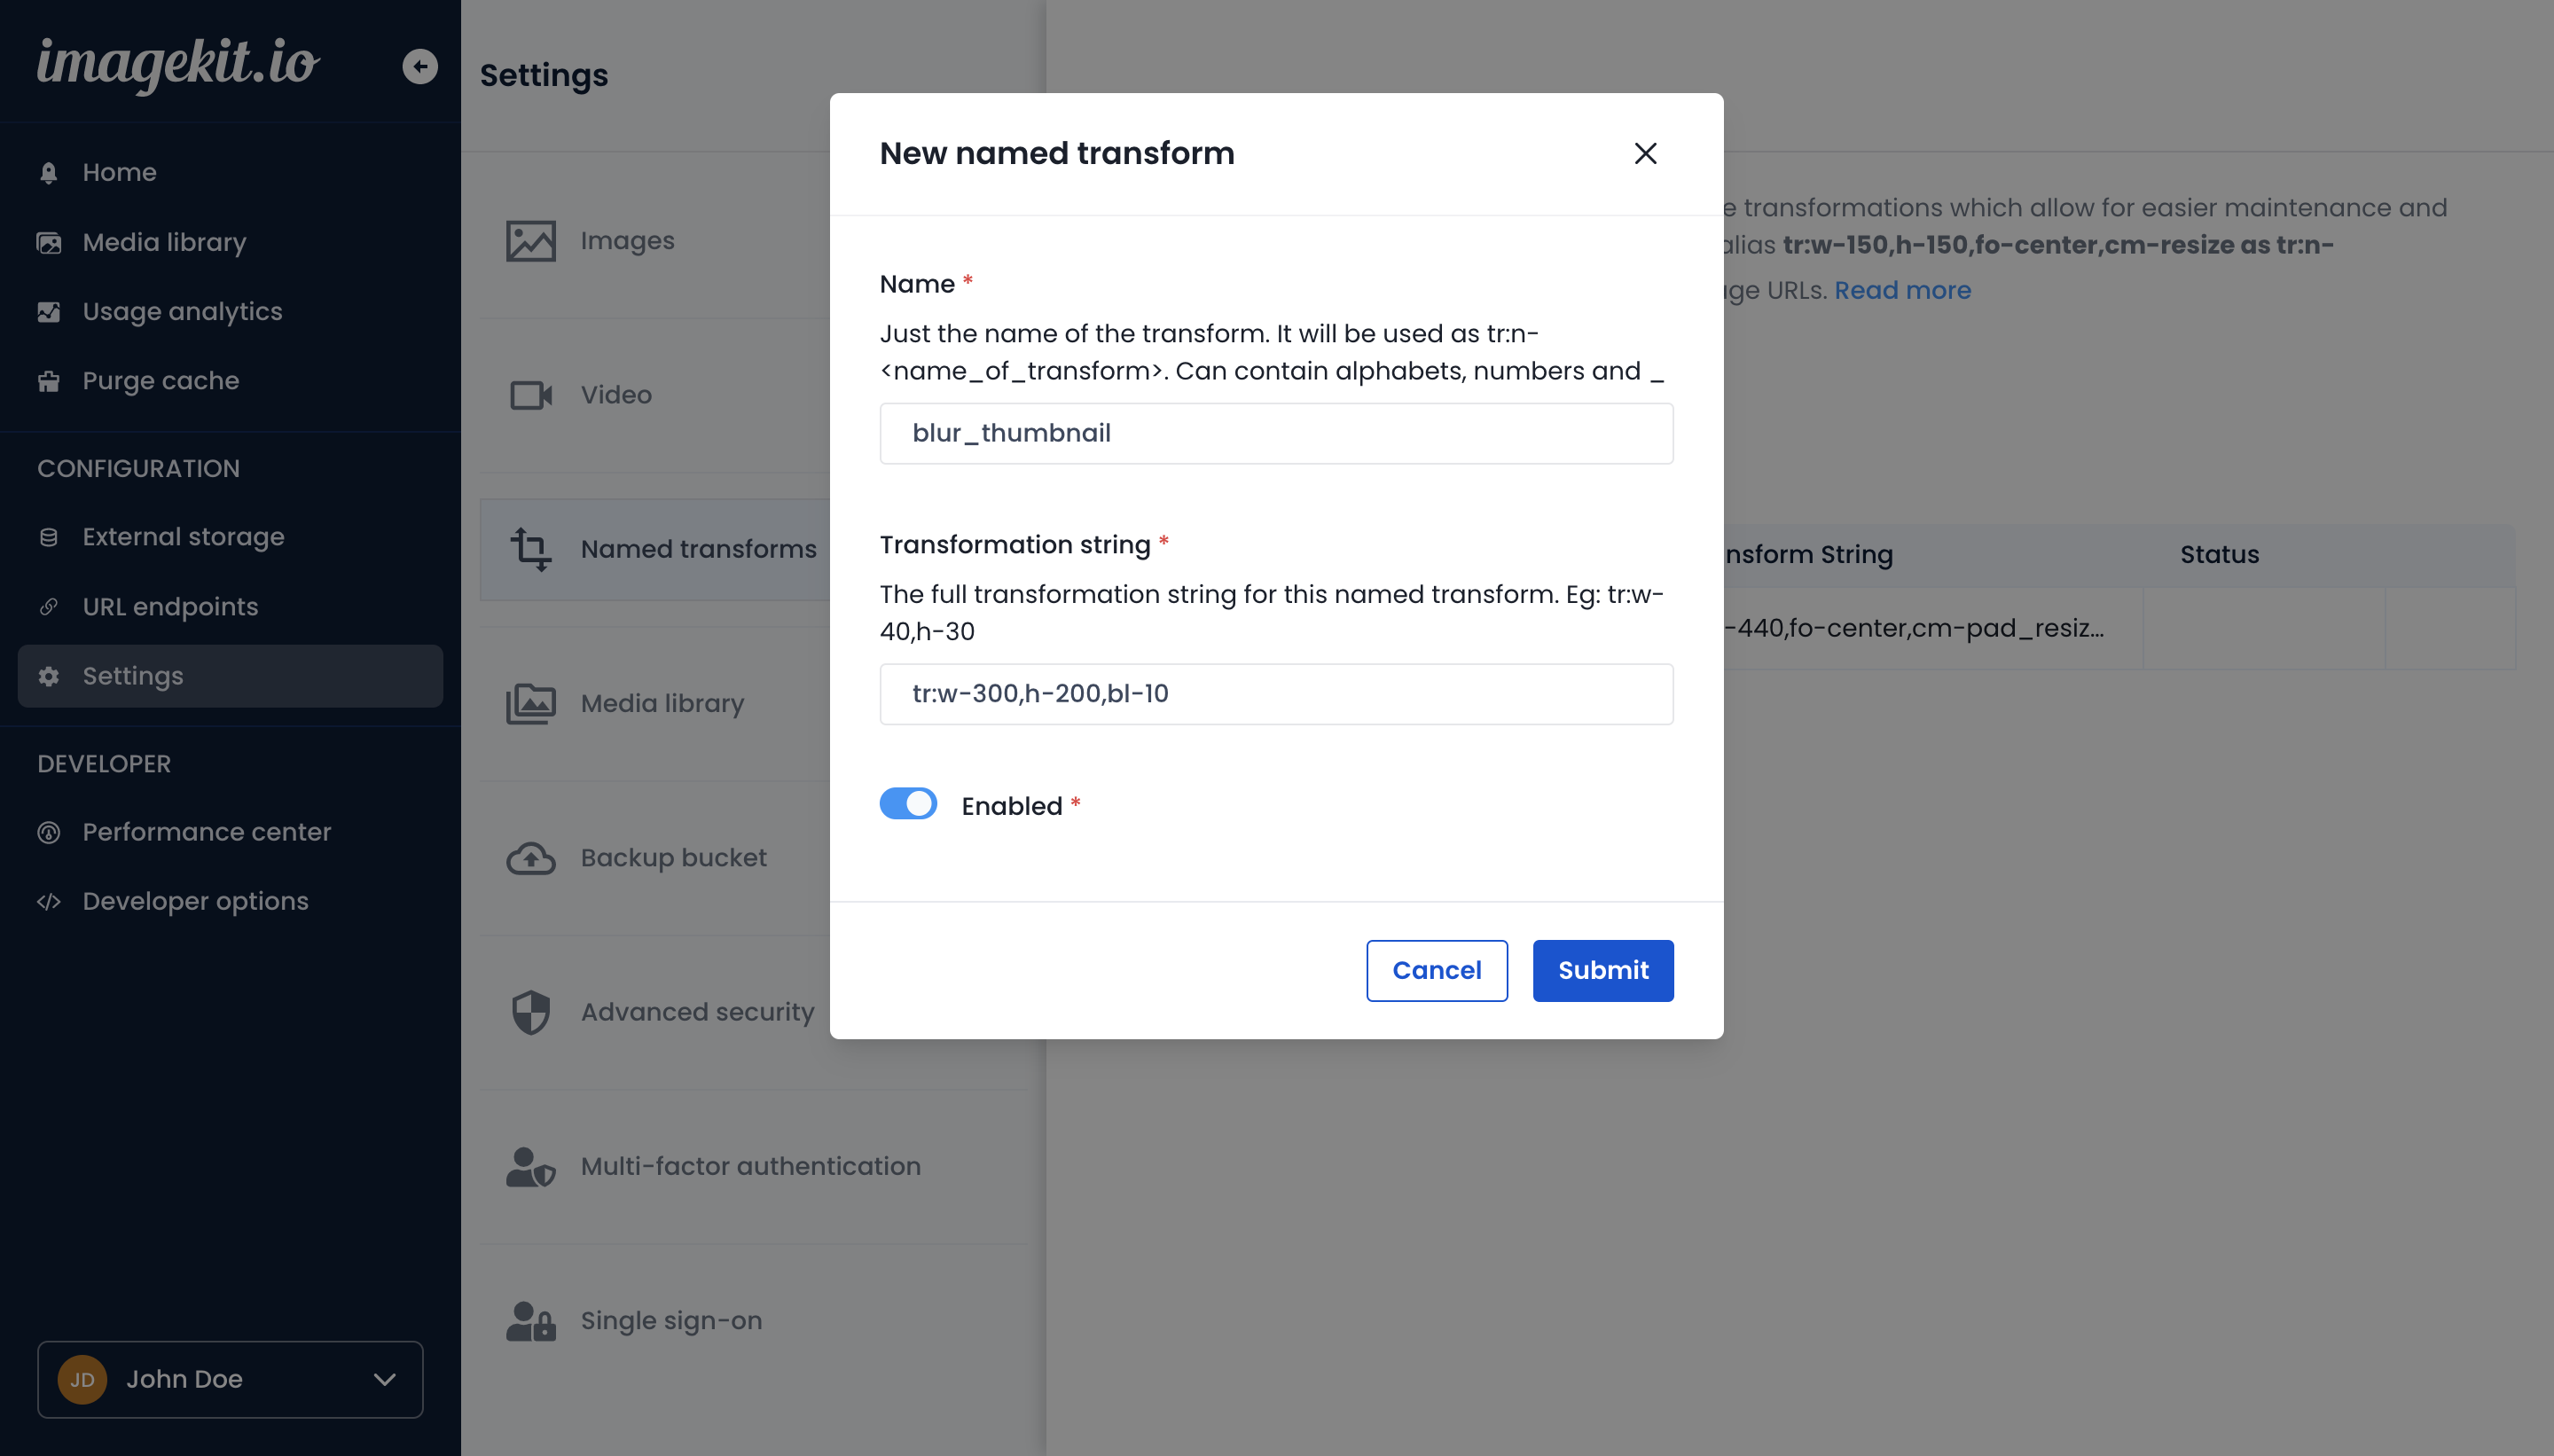 imagekit.io
Home
Media library
Usage analytics
Purge cache
CONFIGURATION
External storage
URL endpoints
Settings
DEVELOPER
Performance center
Developer options
JD
John Doe
Settings
Images
Video
Named transforms
Media library
Backup bucket
Advanced security
Multi-factor authentication
Single sign-on
New named transform
Name *
Just the name of the transform. It will be used as tr:n-
<name_of_transform>. Can contain alphabets, numbers and _
blur_thumbnail
Transformation string *
The full transformation string for this named transform. Eg: tr:w-
40,h-30
tr:w-300,h-200,bl-10
Enabled *
Cancel
Submit
transformations which allow for easier maintenance and
tr:w-150,h-150,fo-center,cm-resize as tr:n-
URLs. Read more
String
Status
-440,fo-center,cm-pad_resiz...